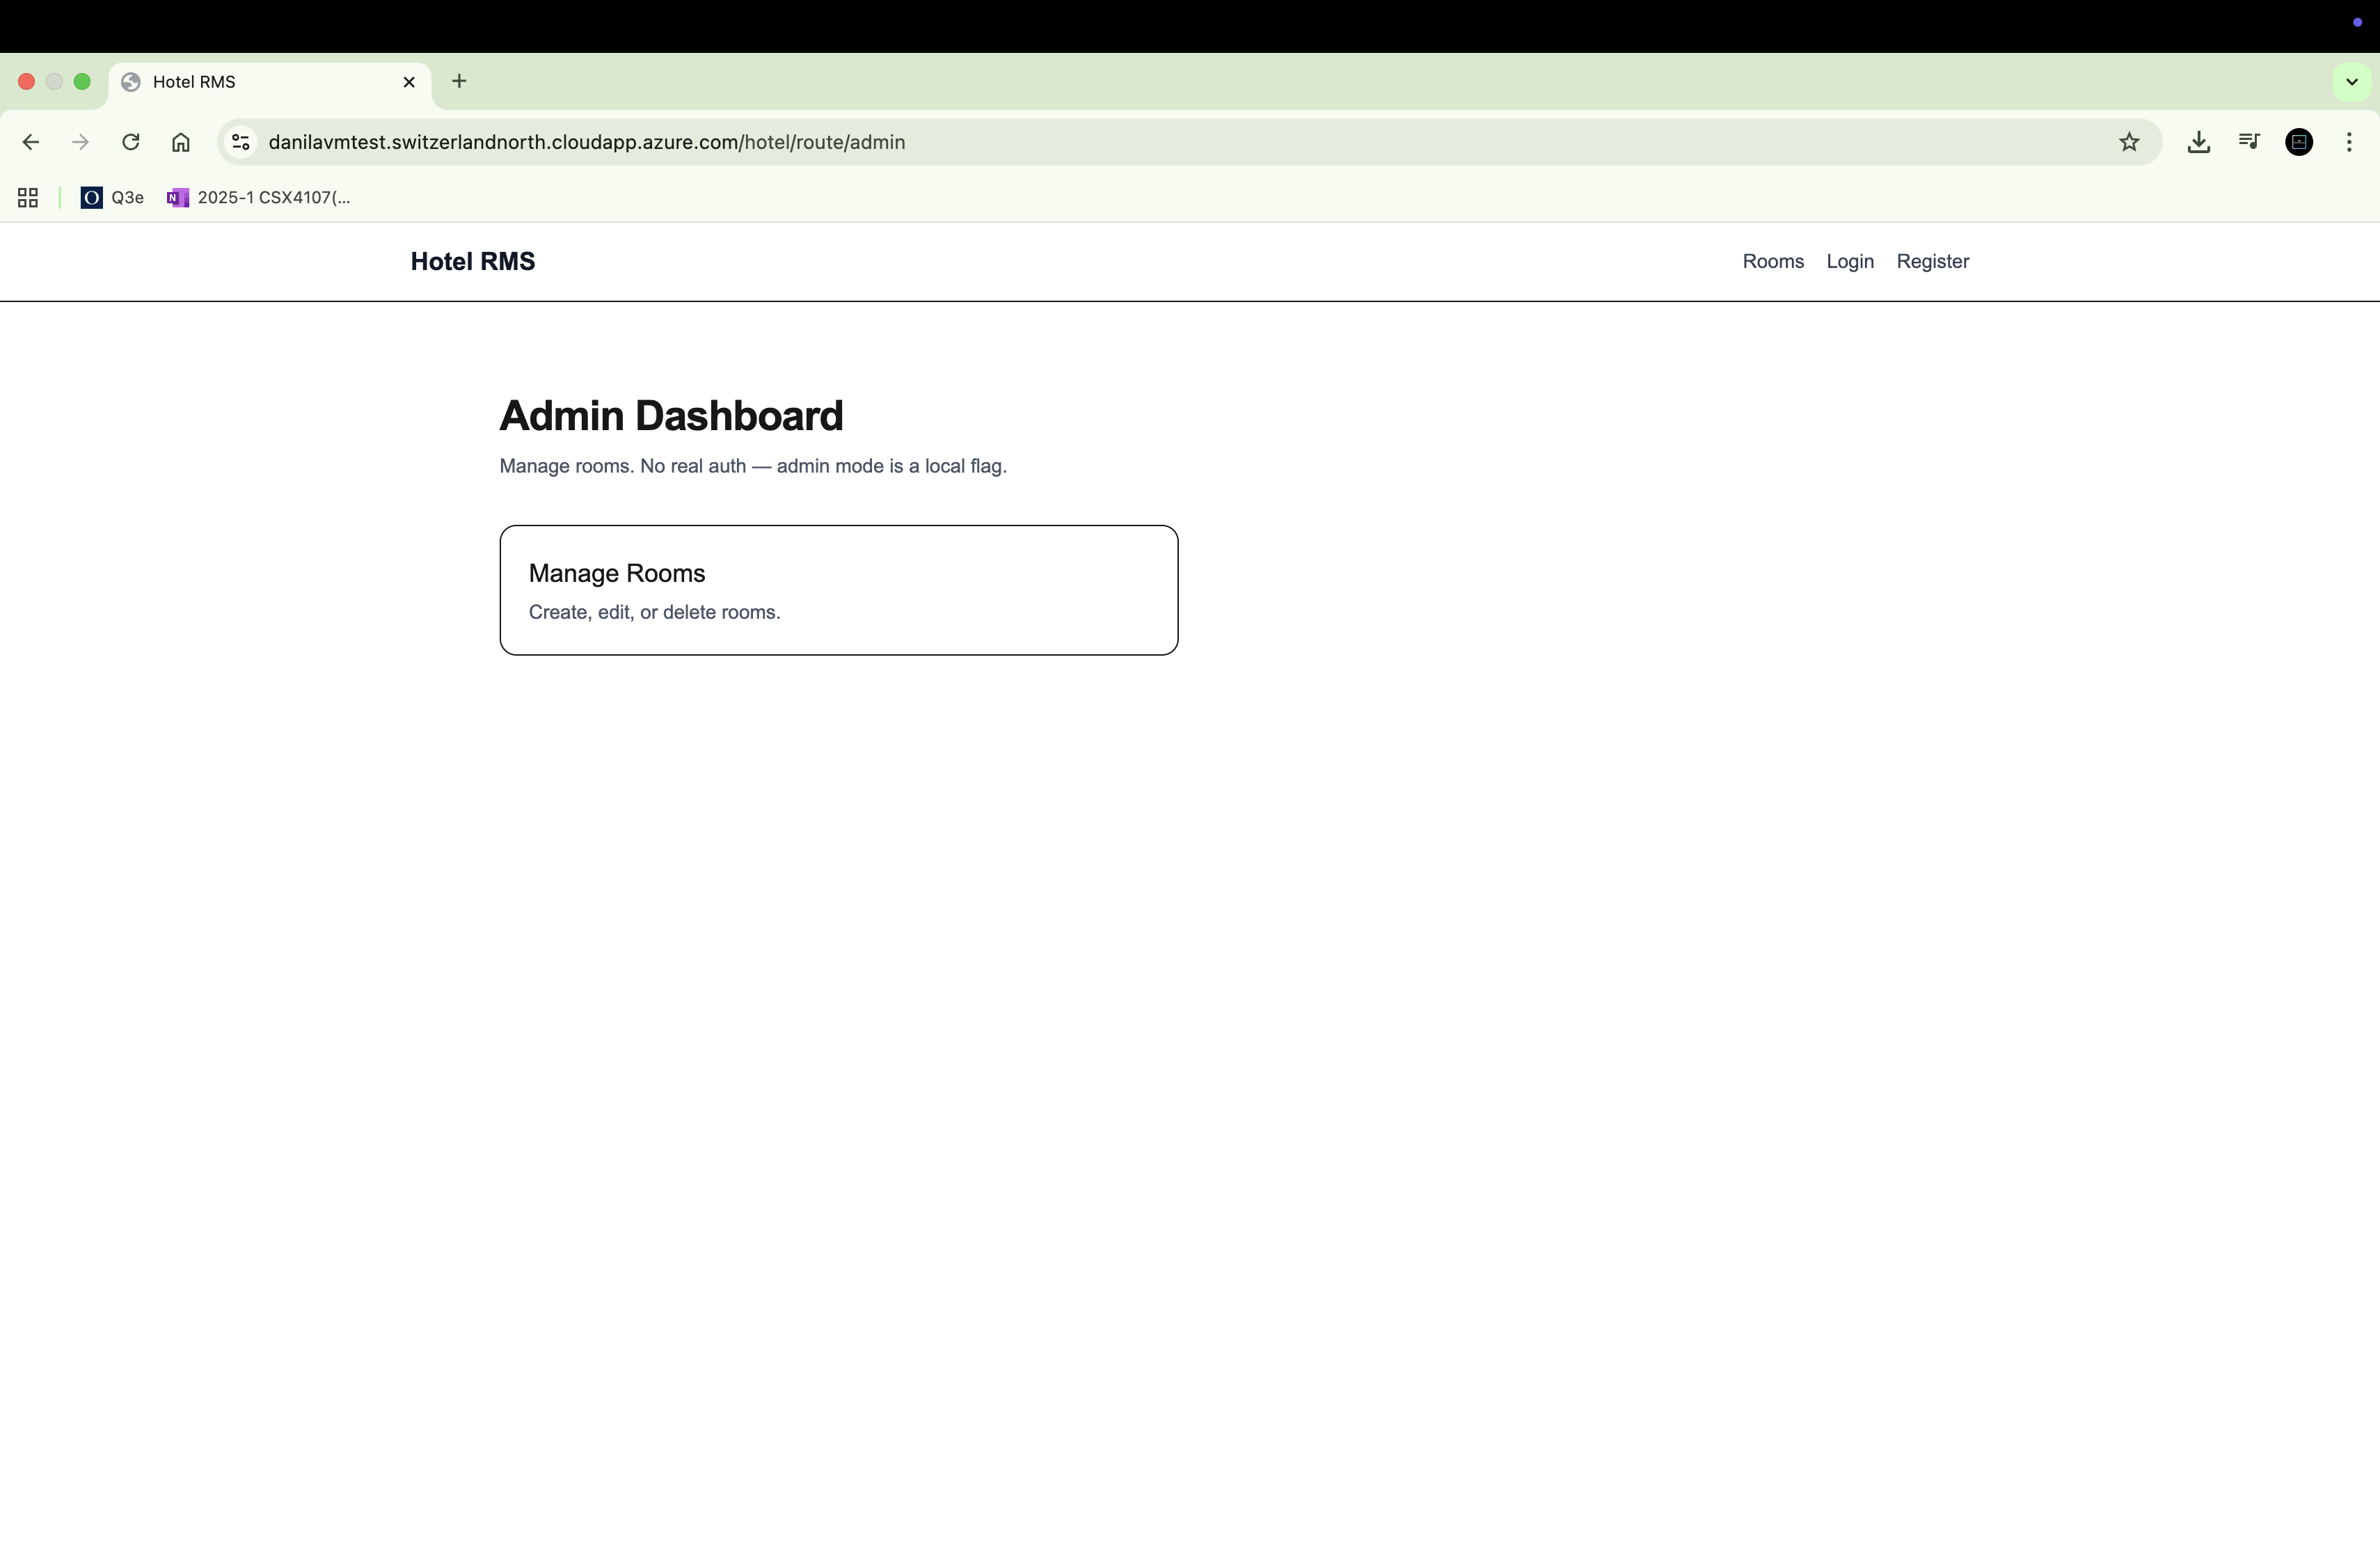 Hotel RMS
danilavmtest.switzerlandnorth.cloudapp.azure.com/hotel/route/admin
Q3e
2025-1 CSX4107(...
Hotel RMS
Rooms Login Register
Admin Dashboard
Manage rooms. No real auth — admin mode is a local flag.
Manage Rooms
Create, edit, or delete rooms.